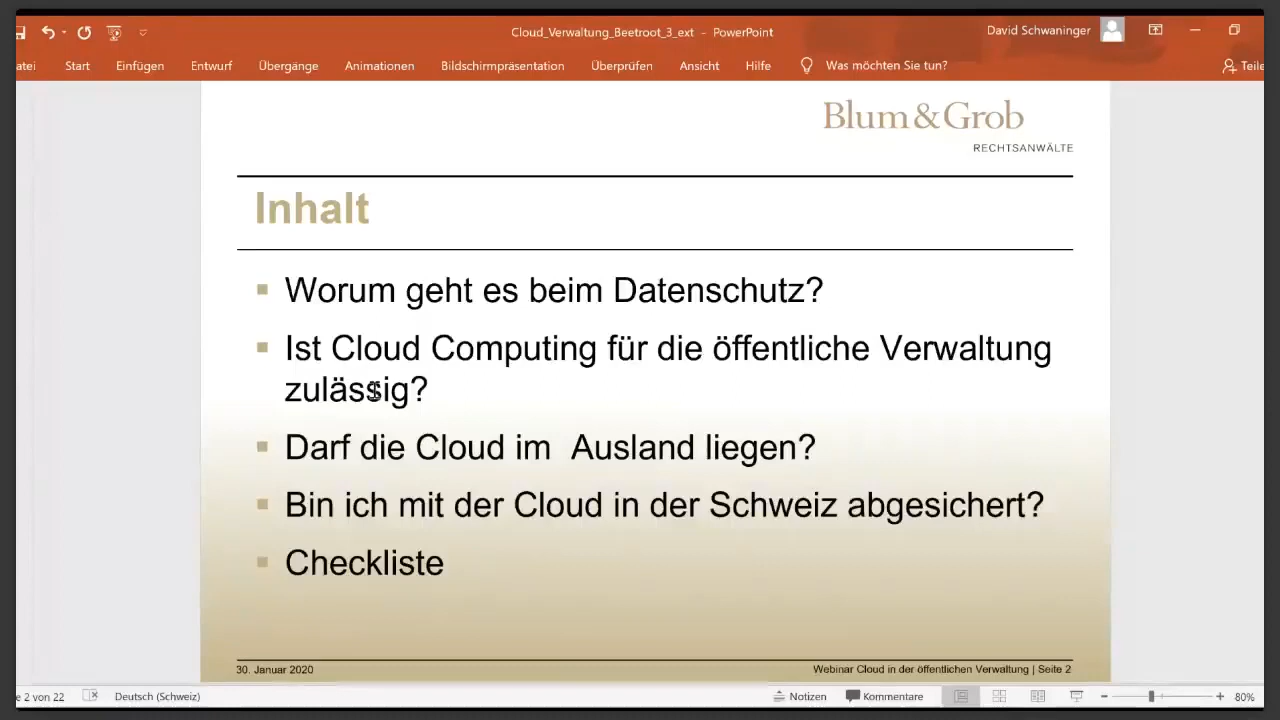 Cloud_Verwaltung_Beetroot_3_ext - PowerPoint
David Schwaninger
atei Start Einfügen Entwurf Übergänge Animationen Bildschirmpräsentation Überprüfen Ansicht Hilfe Was möchten Sie tun? Teile
Blum&Grob
RECHTSANWÄLTE
Inhalt
Worum geht es beim Datenschutz?
Ist Cloud Computing für die öffentliche Verwaltung
zulässig?
Darf die Cloud im Ausland liegen?
Bin ich mit der Cloud in der Schweiz abgesichert?
Checkliste
30. Januar 2020 Webinar Cloud in der öffentlichen Verwaltung | Seite 2
e 2 von 22 Deutsch (Schweiz) Notizen Kommentare 80%